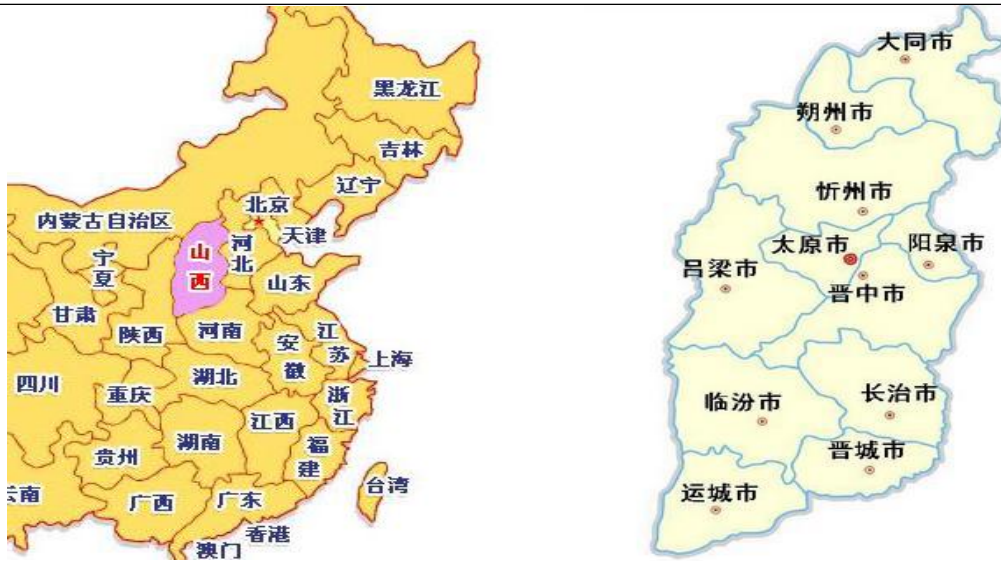 黑龙江
吉林
辽宁
北京
天津
内蒙古自治区
河北
山西
宁夏
山东
甘肃
陕西
河南
江苏
安徽
上海
四川
重庆
湖北
浙江
江西
湖南
福建
贵州
云南
广西
广东
台湾
香港
澳门
大同市
朔州市
忻州市
太原市
阳泉市
吕梁市
晋中市
临汾市
长治市
晋城市
运城市